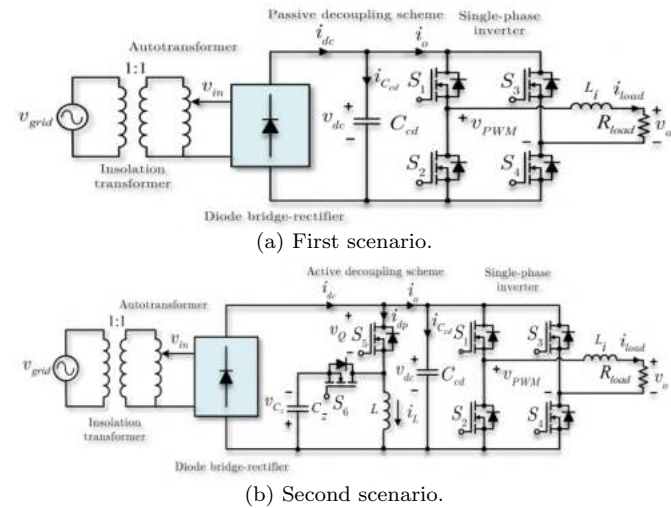 Passive decoupling scheme
Single-phase
inverter
Autotransformer
1:1
v_grid
v_in
i_dc
i_o
i_Ccd
v_dc
+
−
C_cd
S_1
S_2
S_3
S_4
+
v_PWM
−
L_i
i_load
R_load
+
v_o
−
Insolation
transformer
Diode bridge-rectifier
(a) First scenario.
Active decoupling scheme
Single-phase
inverter
Autotransformer
1:1
v_grid
v_in
i_dc
i_o
+
v_Q
−
S_5
i_dp
i_Ccd
v_Cz
−
+
C_z
S_6
L
i_L
+
v_dc
−
C_cd
S_1
S_2
S_3
S_4
+
v_PWM
−
L_i
i_load
R_load
+
v_o
−
Insolation
transformer
Diode bridge-rectifier
(b) Second scenario.